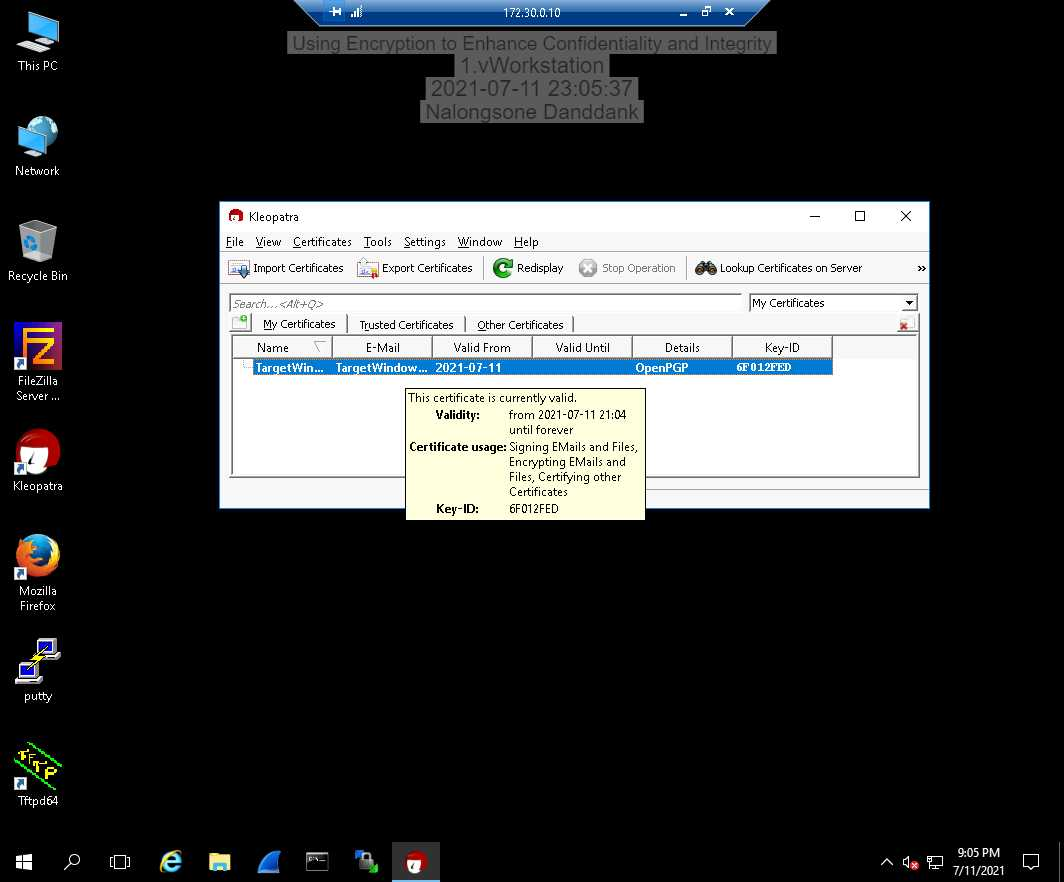 172.30.0.10
Using Encryption to Enhance Confidentiality and Integrity
1.vWorkstation
2021-07-11 23:05:37
Nalongsone Danddank
This PC
Network
Recycle Bin
FileZilla
Server ...
Kleopatra
Mozilla
Firefox
putty
Tftpd64
Kleopatra
File View Certificates Tools Settings Window Help
Import Certificates Export Certificates Redisplay Stop Operation Lookup Certificates on Server »
Search...<Alt+Q> My Certificates
My Certificates Trusted Certificates Other Certificates
Name E-Mail Valid From Valid Until Details Key-ID
TargetWin... TargetWindow... 2021-07-11 OpenPGP 6F012FED
This certificate is currently valid.
Validity: from 2021-07-11 21:04
until forever
Certificate usage: Signing EMails and Files,
Encrypting EMails and
Files, Certifying other
Certificates
Key-ID: 6F012FED
9:05 PM
7/11/2021